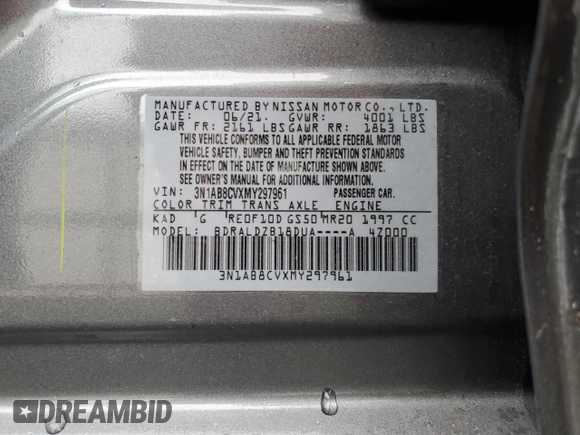 MANUFACTURED BY NISSAN MOTOR CO., LTD.
DATE: 06/21. GVWR: 4001 LBS
GAWR FR: 2161 LBS GAWR RR: 1863 LBS
THIS VEHICLE CONFORMS TO ALL APPLICABLE FEDERAL MOTOR
VEHICLE SAFETY, BUMPER AND THEFT PREVENTION STANDARDS
IN EFFECT ON THE DATE OF MANUFACTURE SHOWN ABOVE.
SEE OWNER'S MANUAL FOR ADDITIONAL INFORMATION
VIN: 3N1AB8CVXMY297961 PASSENGER CAR.
COLOR TRIM TRANS AXLE ENGINE
KAD G RE0F10D GS50 MR20 1997 CC
MODEL: BDRALDZB18DUA----A 4Z000
3N1AB8CVXMY297961
DREAMBID